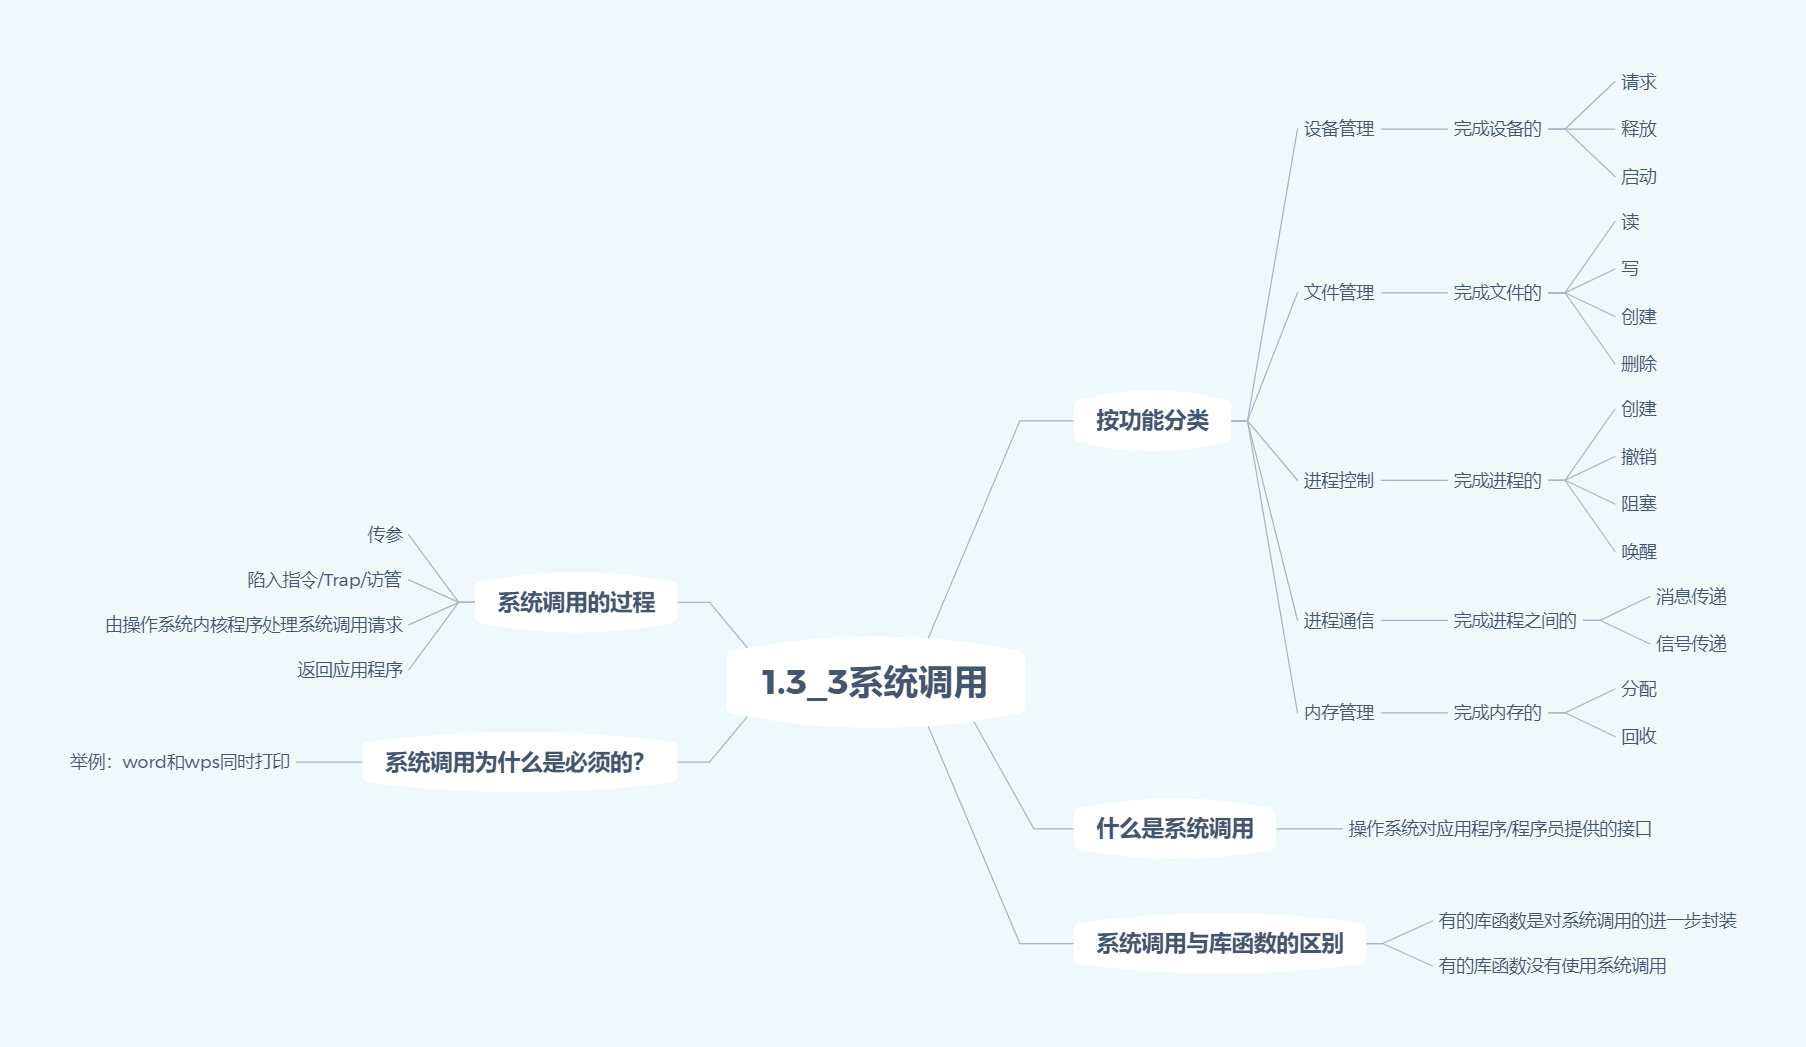 1.3_3系统调用
按功能分类
设备管理
完成设备的
请求
释放
启动
文件管理
完成文件的
读
写
创建
删除
进程控制
完成进程的
创建
撤销
阻塞
唤醒
进程通信
完成进程之间的
消息传递
信号传递
内存管理
完成内存的
分配
回收
什么是系统调用
操作系统对应用程序/程序员提供的接口
系统调用与库函数的区别
有的库函数是对系统调用的进一步封装
有的库函数没有使用系统调用
系统调用的过程
传参
陷入指令/Trap/访管
由操作系统内核程序处理系统调用请求
返回应用程序
系统调用为什么是必须的？
举例：word和wps同时打印